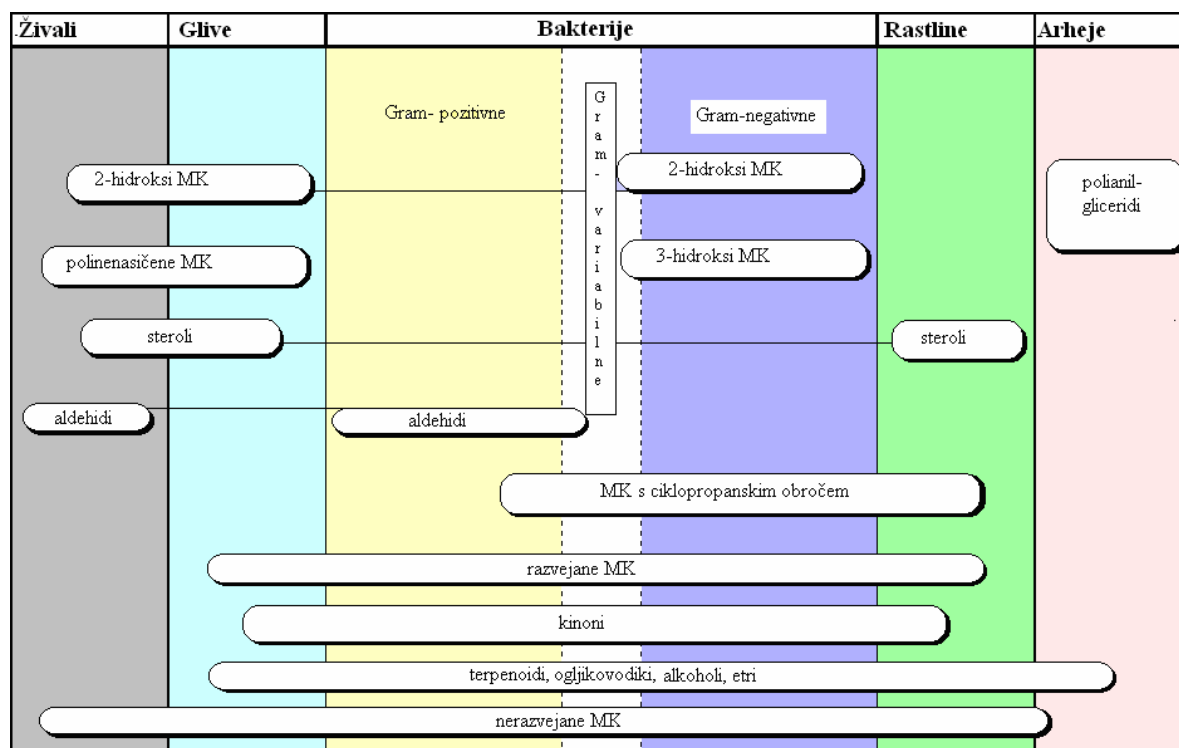 Živali Glive Bakterije Rastline Arheje
Gram- pozitivne
Gram-variabilne
Gram-negativne
2-hidroksi MK
2-hidroksi MK
polianil-
gliceridi
polinenasičene MK
3-hidroksi MK
steroli
steroli
aldehidi
aldehidi
MK s ciklopropanskim obročem
razvejane MK
kinoni
terpenoidi, ogljikovodiki, alkoholi, etri
nerazvejane MK